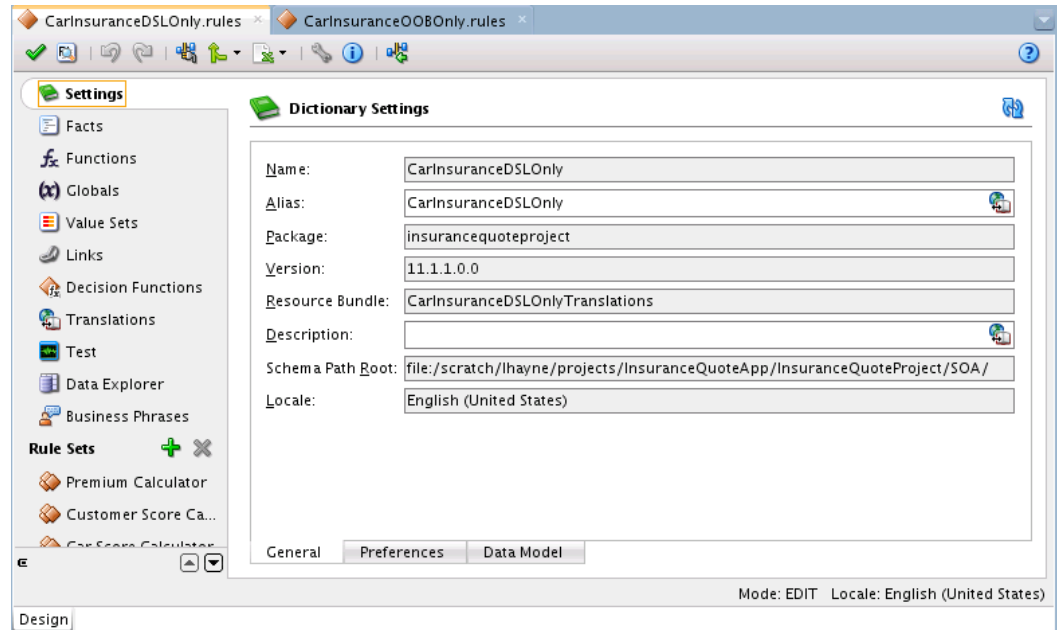 CarInsuranceDSLOnly.rules
CarInsuranceOOBOnly.rules
Settings
Facts
Functions
Globals
Value Sets
Links
Decision Functions
Translations
Test
Data Explorer
Business Phrases
Rule Sets
Premium Calculator
Customer Score Ca...
Car Score Calculator
Dictionary Settings
Name: CarInsuranceDSLOnly
Alias: CarInsuranceDSLOnly
Package: insurancequoteproject
Version: 11.1.1.0.0
Resource Bundle: CarInsuranceDSLOnlyTranslations
Description:
Schema Path Root: file:/scratch/lhayne/projects/InsuranceQuoteApp/InsuranceQuoteProject/SOA/
Locale: English (United States)
General Preferences Data Model
Mode: EDIT Locale: English (United States)
Design